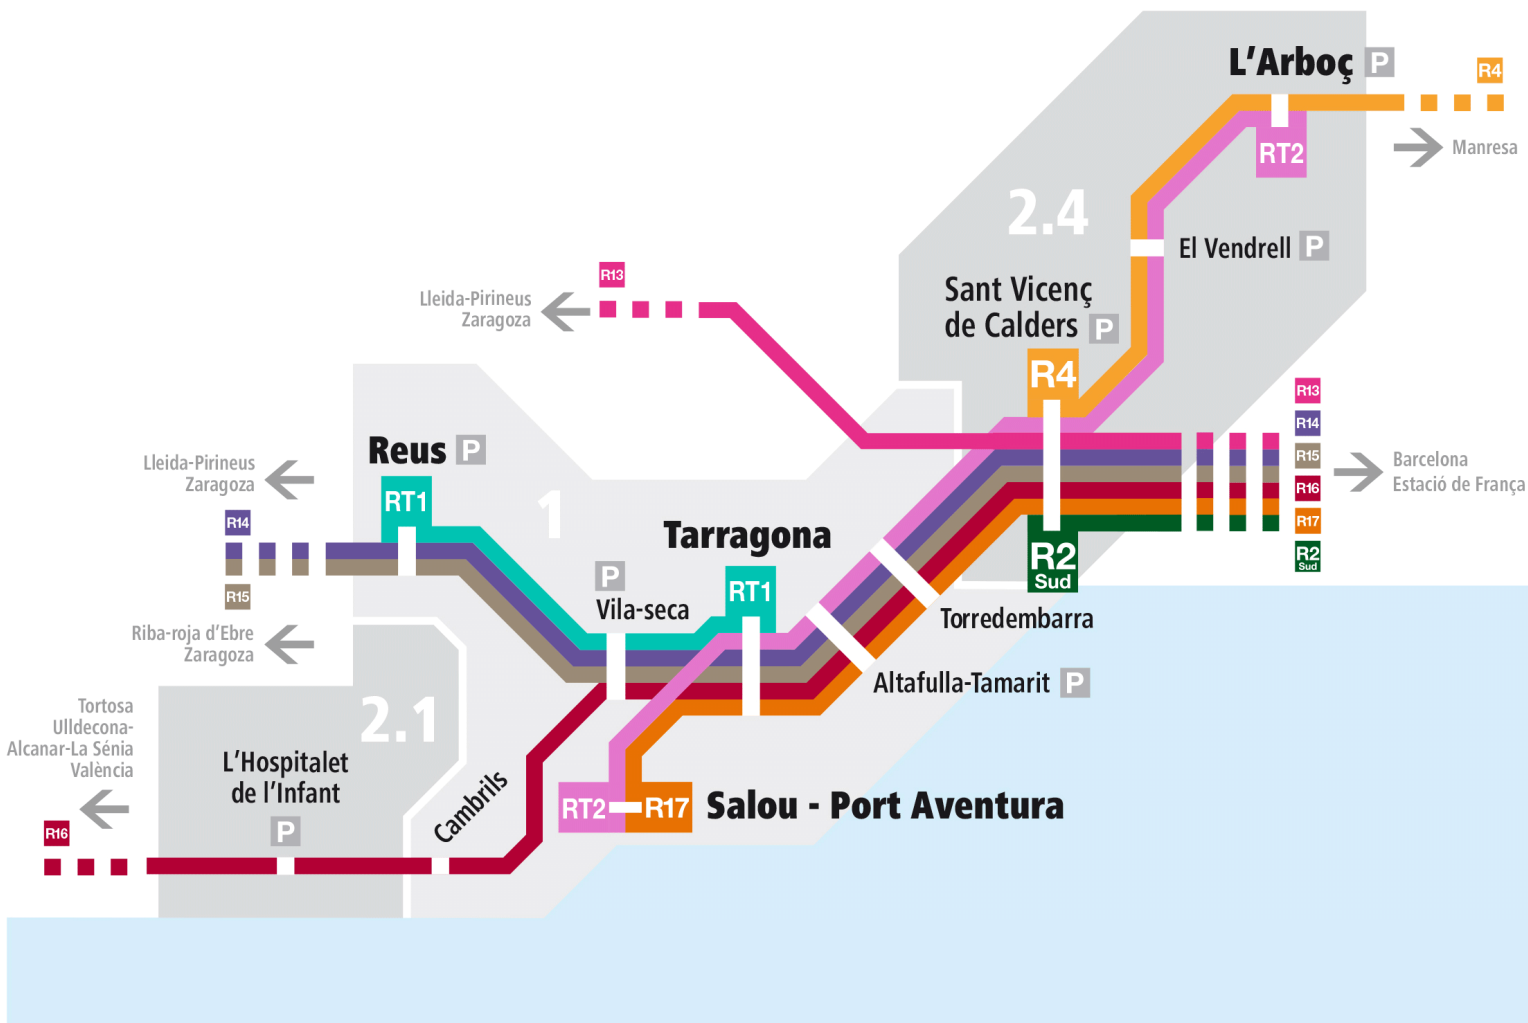 L'Arboç P
R4
RT2
Manresa
2.4
El Vendrell P
R13
Lleida-Pirineus
Zaragoza
Sant Vicenç
de Calders P
R4
R13
R14
R15
R16
R17
R2
Sud
Barcelona
Estació de França
Reus P
RT1
1
Lleida-Pirineus
Zaragoza
R14
R15
Riba-roja d'Ebre
Zaragoza
Tarragona
RT1
P
Vila-seca
R2
Sud
Torredembarra
Altafulla-Tamarit P
2.1
Tortosa
Ulldecona-
Alcanar-La Sénia
València
R16
L'Hospitalet
de l'Infant
P
Cambrils
RT2
R17
Salou - Port Aventura